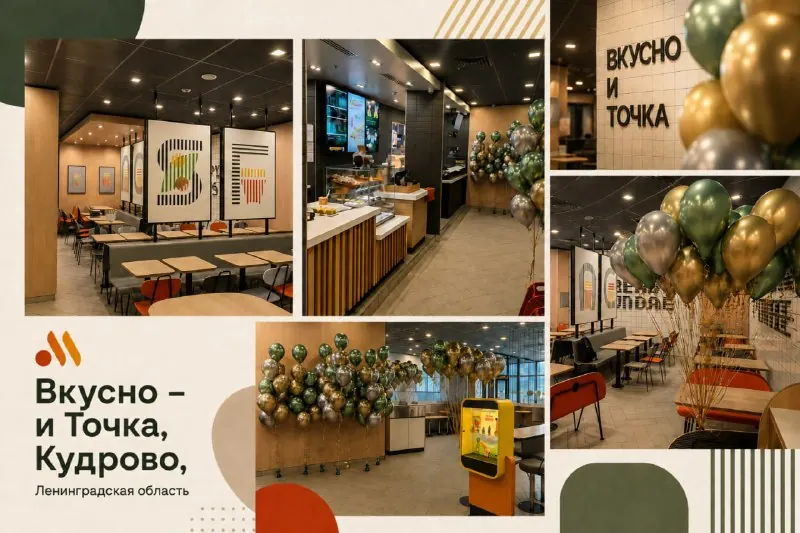 ВКУСНО
И
ТОЧКА
Вкусно –
и Точка,
Кудрово,
Ленинградская область